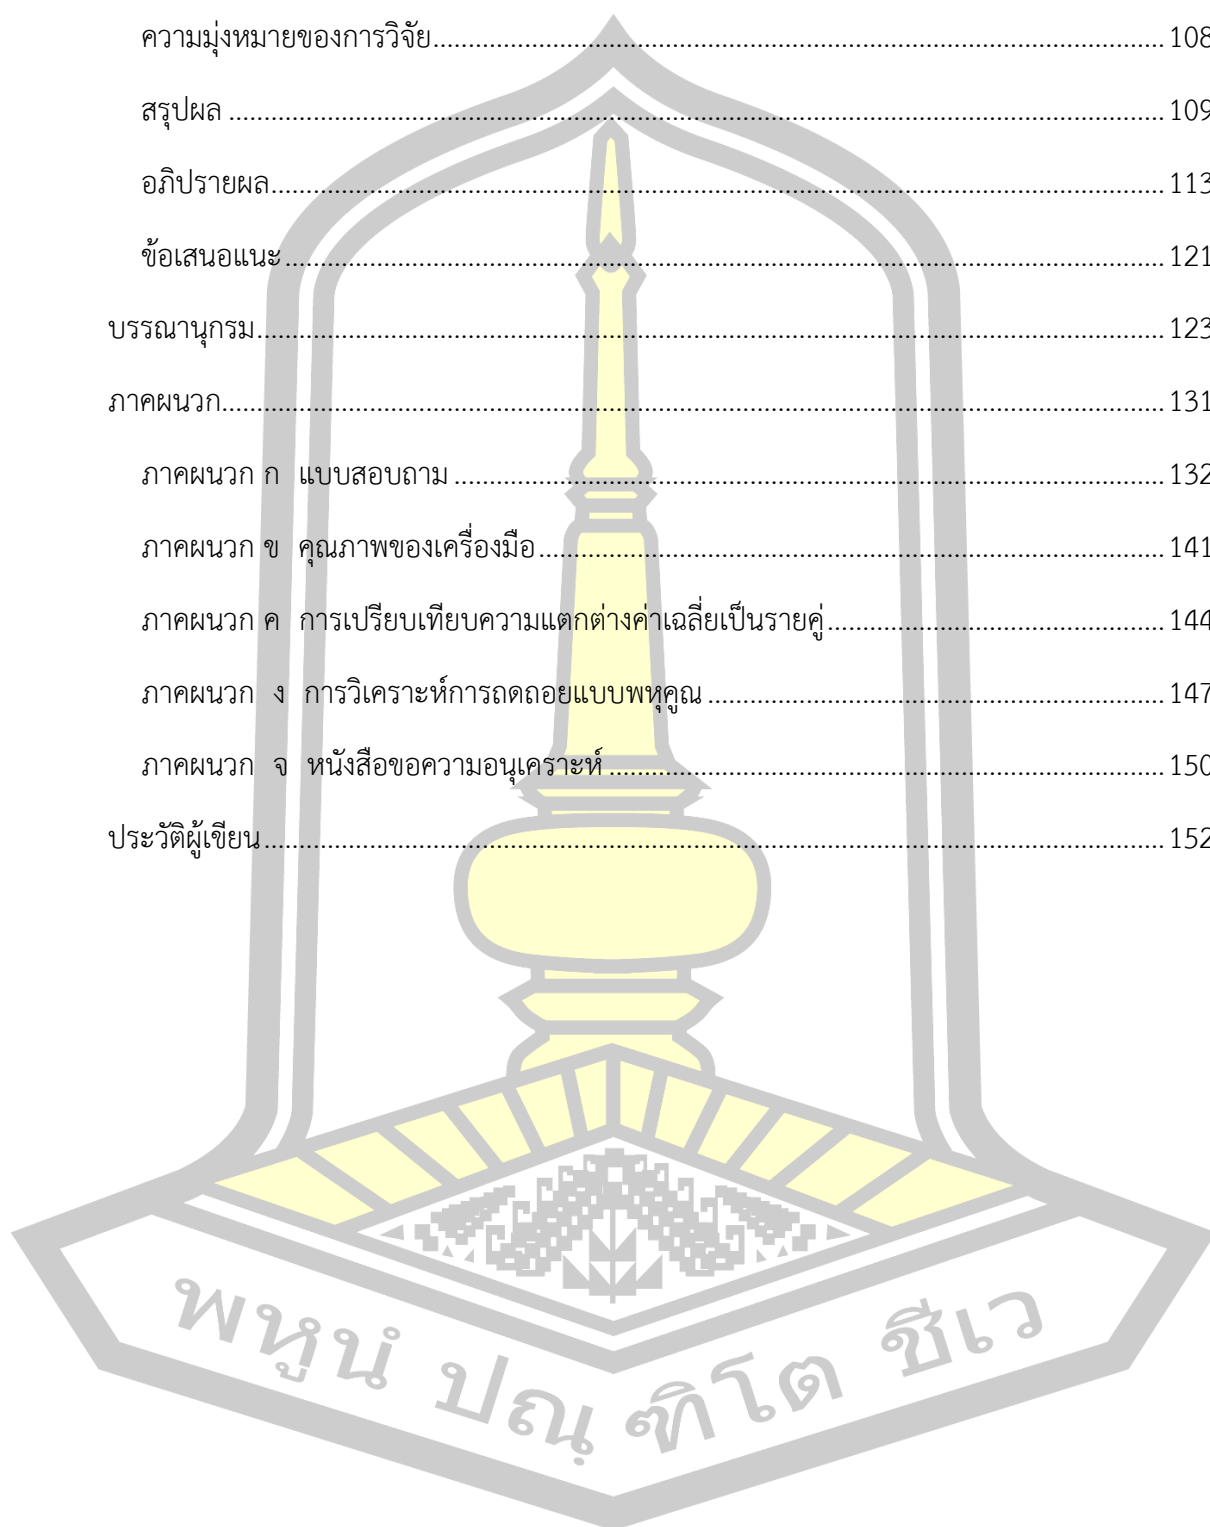 ความมุ่งหมายของการวิจัย........................................ 108
สรุปผล ........................................ 109
อภิปรายผล........................................ 113
ข้อเสนอแนะ........................................ 121
บรรณานุกรม........................................ 123
ภาคผนวก........................................ 131
ภาคผนวก ก แบบสอบถาม ........................................ 132
ภาคผนวก ข คุณภาพของเครื่องมือ........................................ 141
ภาคผนวก ค การเปรียบเทียบความแตกต่างค่าเฉลี่ยเป็นรายคู่........................................ 144
ภาคผนวก ง การวิเคราะห์การถดถอยแบบพหุคูณ ........................................ 147
ภาคผนวก จ หนังสือขอความอนุเคราะห์ ........................................ 150
ประวัติผู้เขียน........................................ 152
พหูนํ ปณฺฑิโต ชีเว